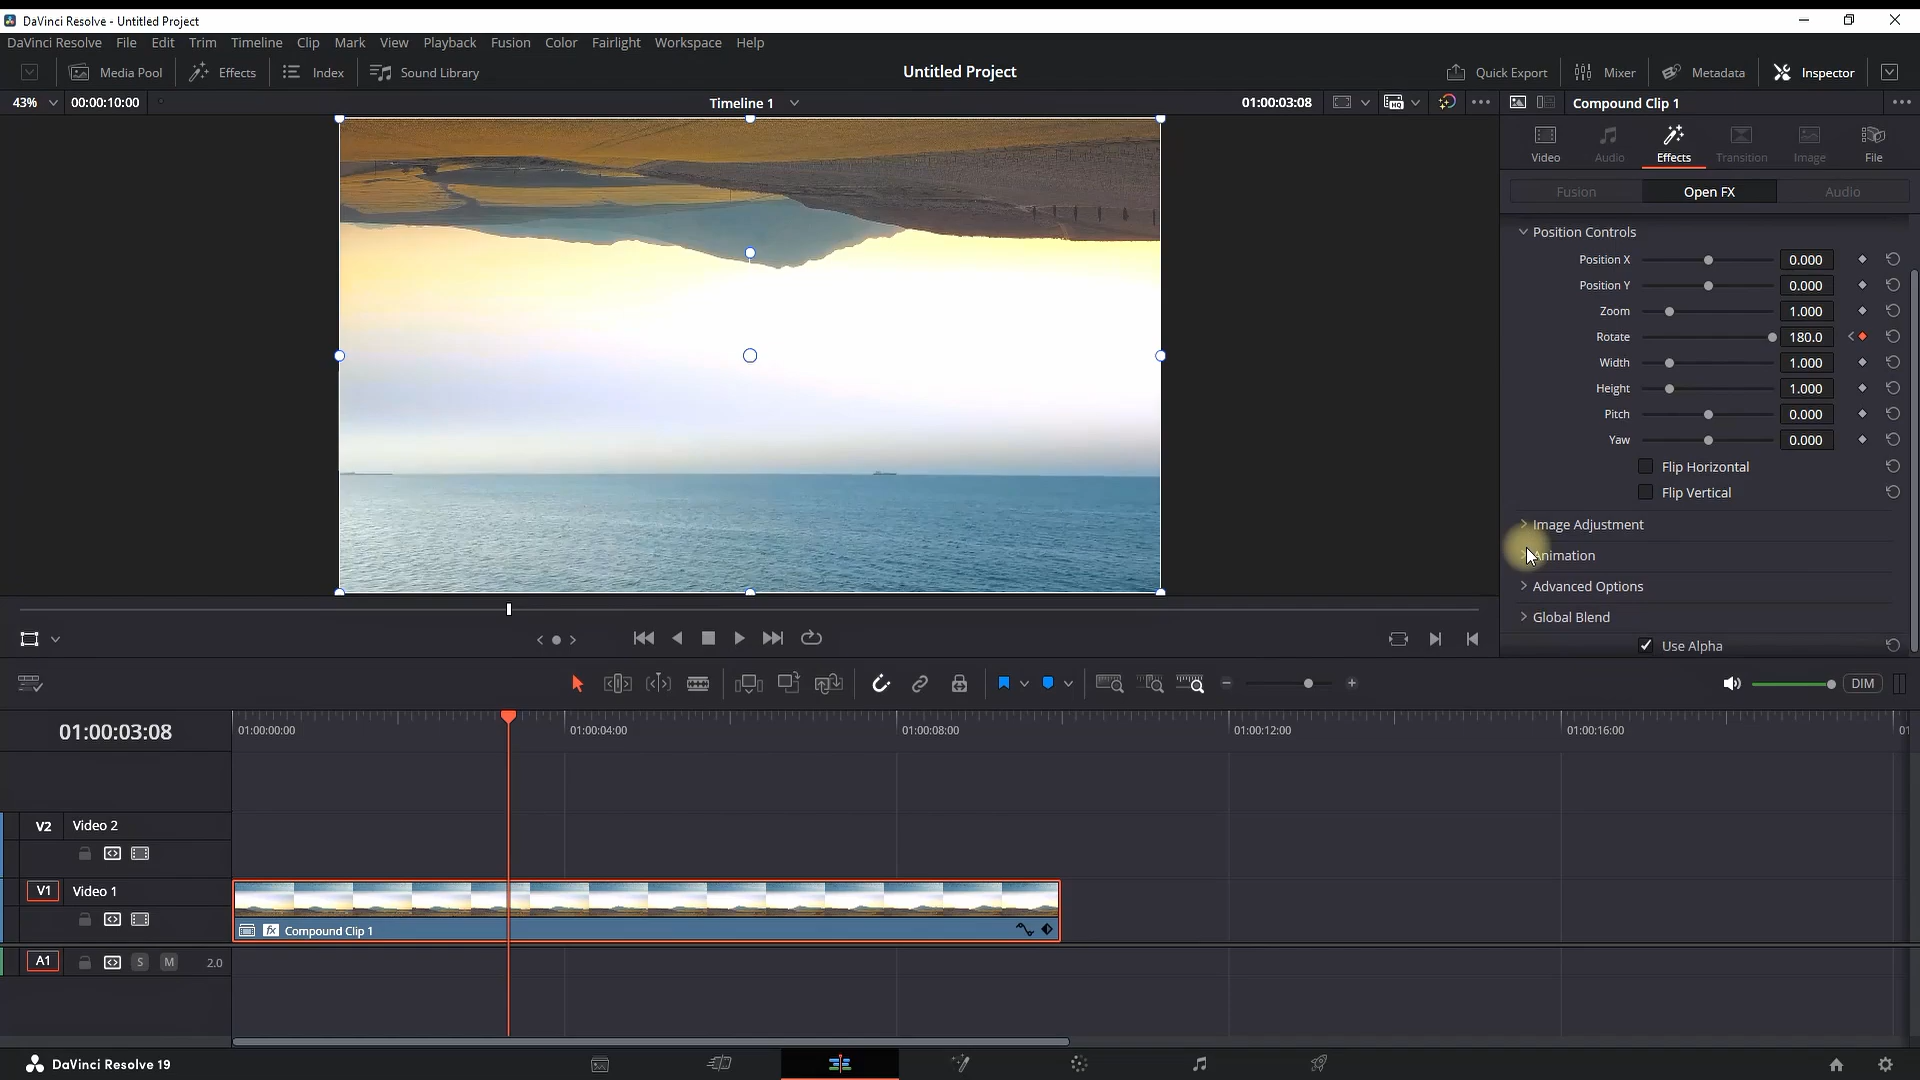 DaVinci Resolve - Untitled Project
DaVinci Resolve File Edit Trim Timeline Clip Mark View Playback Fusion Color Fairlight Workspace Help
Media Pool Effects Index Sound Library Untitled Project Quick Export Mixer Metadata Inspector
43% 00:00:10:00 Timeline 1 01:00:03:08 Compound Clip 1
Video Audio Effects Transition Image File
Fusion Open FX Audio
Position Controls
Position X 0.000
Position Y 0.000
Zoom 1.000
Rotate 180.0
Width 1.000
Height 1.000
Pitch 0.000
Yaw 0.000
Flip Horizontal
Flip Vertical
Image Adjustment
Animation
Advanced Options
Global Blend
Use Alpha
DIM
01:00:03:08 01:00:00:00 01:00:04:00 01:00:08:00 01:00:12:00 01:00:16:00 01
V2 Video 2
V1 Video 1
fx Compound Clip 1
A1 S M 2.0
DaVinci Resolve 19